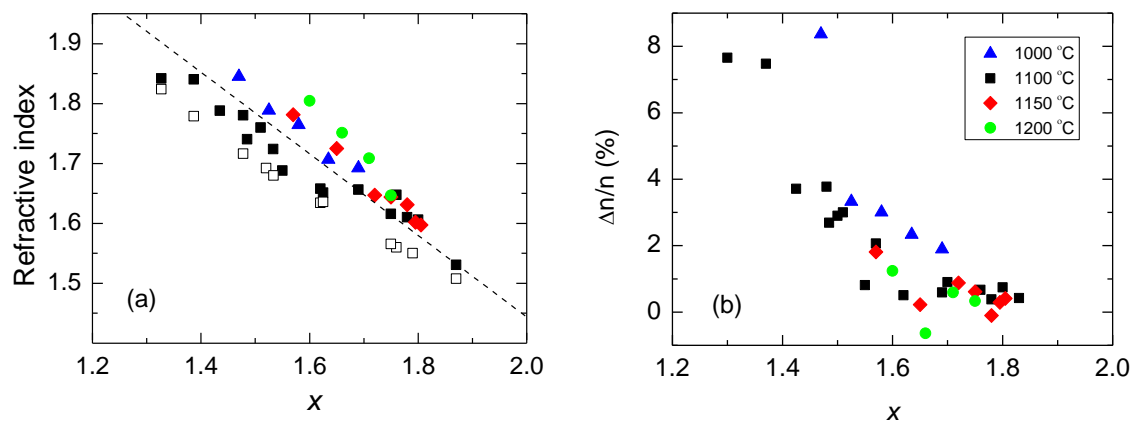 1.9
1.8
1.7
1.6
1.5
Refractive index
(a)
1.2 1.4 1.6 1.8 2.0
x
8
6
4
2
0
Δn/n (%)
1000 °C
1100 °C
1150 °C
1200 °C
(b)
1.2 1.4 1.6 1.8 2.0
x